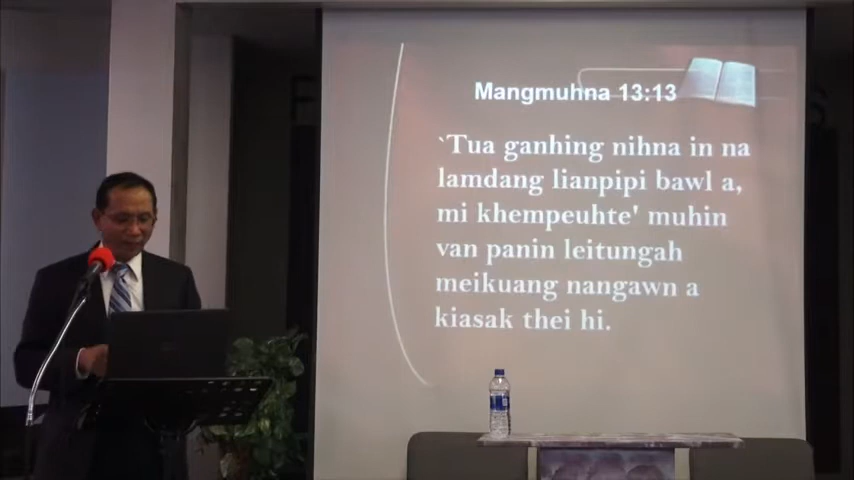 Mangmuhna 13:13
`Tua ganhing nihna in na
lamdang lianpipi bawl a,
mi khempeuhte' muhin
van panin leitungah
meikuang nangawn a
kiasak thei hi.